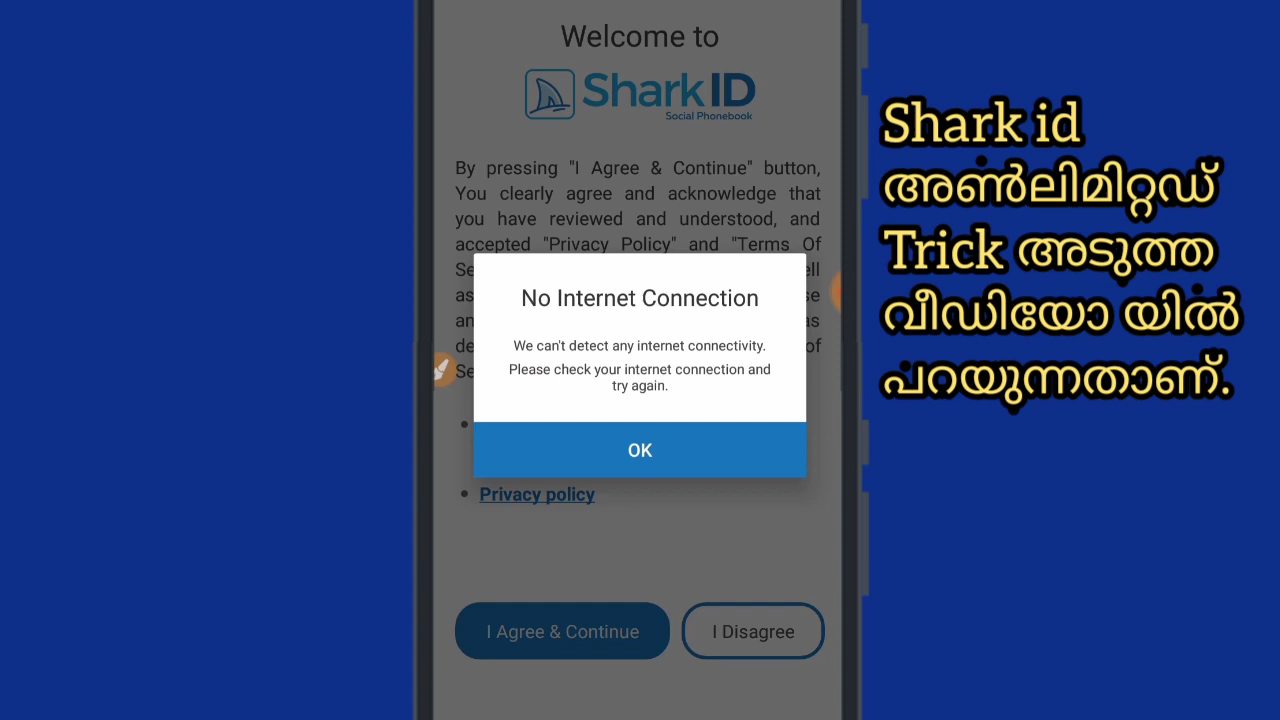 Welcome to
Shark ID
Social Phonebook
By pressing "I Agree & Continue" button,
You clearly agree and acknowledge that
you have reviewed and understood, and
accepted "Privacy Policy" and "Terms Of
No Internet Connection
We can't detect any internet connectivity.
Please check your internet connection and
try again.
OK
Privacy policy
I Agree & Continue
I Disagree
Shark id
അൺലിമിറ്റഡ്
Trick അടുത്ത
വീഡിയോ യിൽ
പറയുന്നതാണ്.